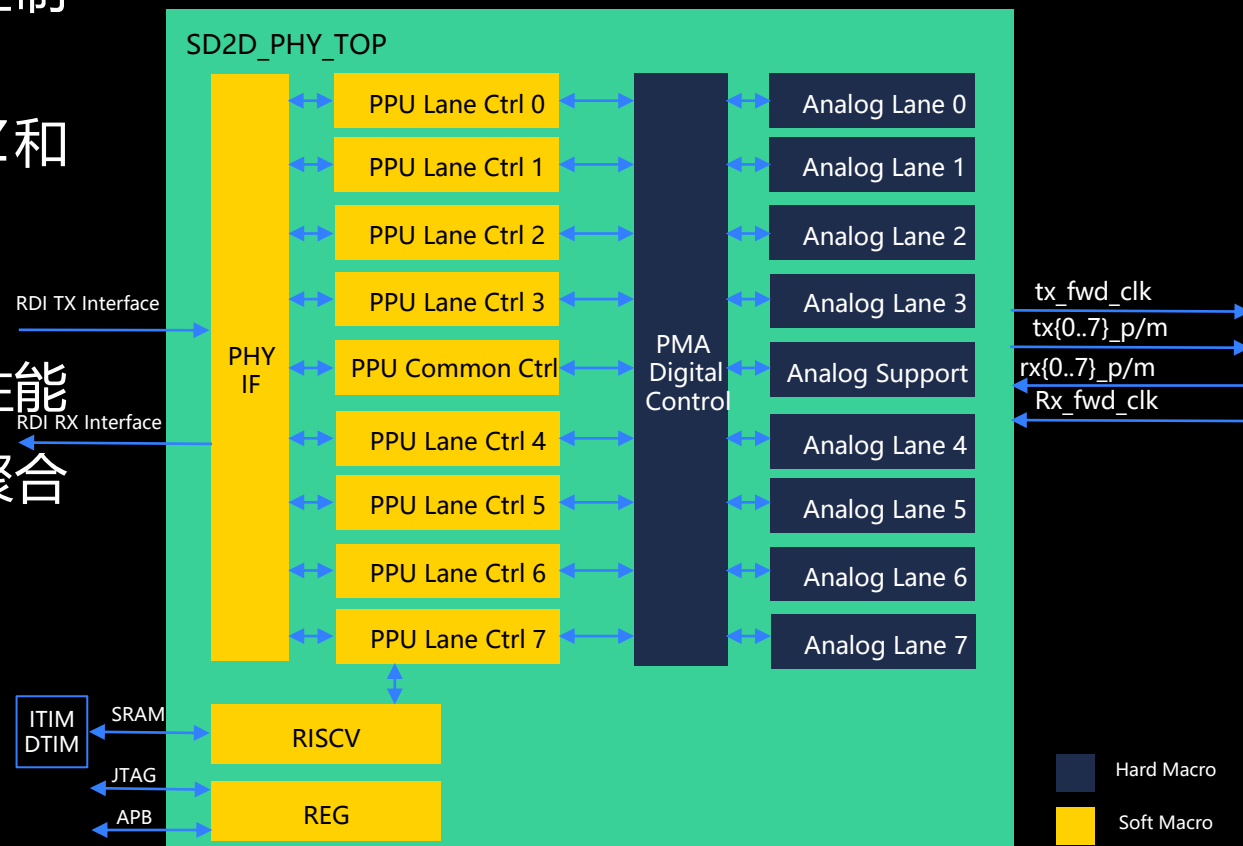 和
性能
聚合
SD2D_PHY_TOP
PHY
IF
PPU Lane Ctrl 0
PPU Lane Ctrl 1
PPU Lane Ctrl 2
PPU Lane Ctrl 3
PPU Common Ctrl
PPU Lane Ctrl 4
PPU Lane Ctrl 5
PPU Lane Ctrl 6
PPU Lane Ctrl 7
PMA
Digital
Control
Analog Lane 0
Analog Lane 1
Analog Lane 2
Analog Lane 3
Analog Support
Analog Lane 4
Analog Lane 5
Analog Lane 6
Analog Lane 7
RDI TX Interface
RDI RX Interface
tx_fwd_clk
tx{0..7}_p/m
rx{0..7}_p/m
Rx_fwd_clk
ITIM
DTIM
SRAM
RISCV
JTAG
APB
REG
Hard Macro
Soft Macro